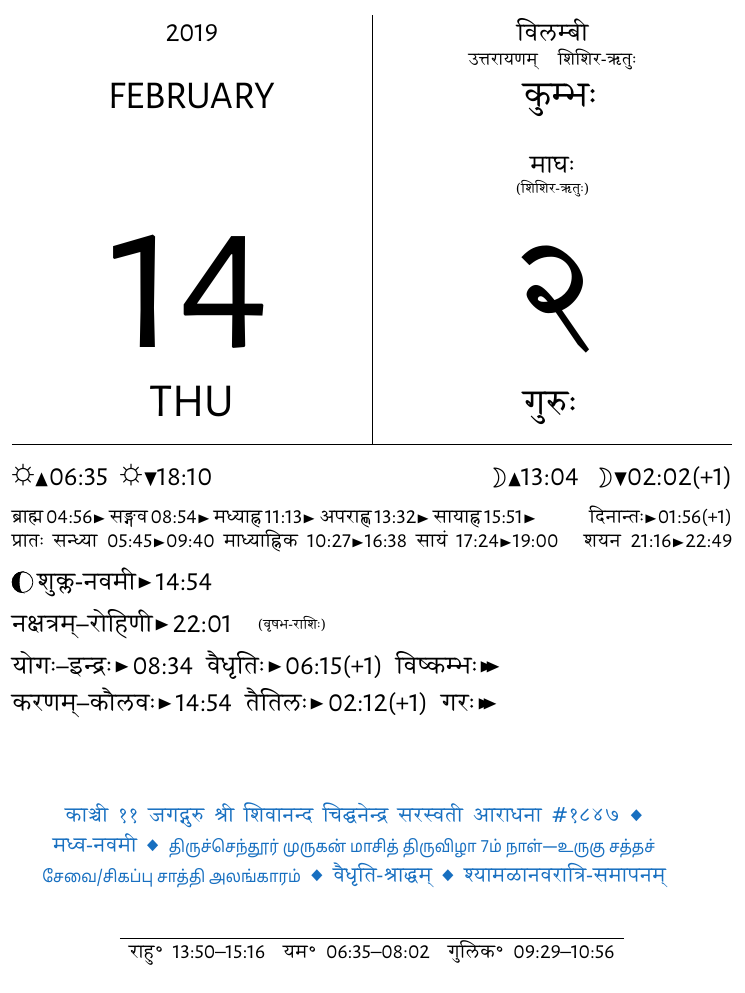 2019
FEBRUARY
14
THU
विलम्बी
उत्तरायणम् शिशिर-ऋतुः
कुम्भः
माघः
(शिशिर-ऋतुः)
२
गुरुः
☼▲06:35 ☼▼18:10 ☽▲13:04 ☽▼02:02(+1)
ब्राह्म 04:56► सङ्गव 08:54► मध्याह्न 11:13► अपराह्ण 13:32► सायाह्न 15:51► दिनान्तः►01:56(+1)
प्रातः सन्ध्या 05:45►09:40 माध्याह्निक 10:27►16:38 सायं 17:24►19:00 शयन 21:16►22:49
शुक्ल-नवमी►14:54
नक्षत्रम्–रोहिणी►22:01 (वृषभ-राशिः)
योगः–इन्द्रः►08:34 वैधृतिः►06:15(+1) विष्कम्भः►►
करणम्–कौलवः►14:54 तैतिलः►02:12(+1) गरः►►
काञ्ची ११ जगद्गुरु श्री शिवानन्द चिद्घनेन्द्र सरस्वती आराधना #१८४७ ◆
मध्व-नवमी ◆ திருச்செந்தூர் முருகன் மாசித் திருவிழா 7ம் நாள்—உருகு சத்தச்
சேவை/சிகப்பு சாத்தி அலங்காரம் ◆ वैधृति-श्राद्धम् ◆ श्यामळानवरात्रि-समापनम्
राहु° 13:50–15:16 यम° 06:35–08:02 गुलिक° 09:29–10:56